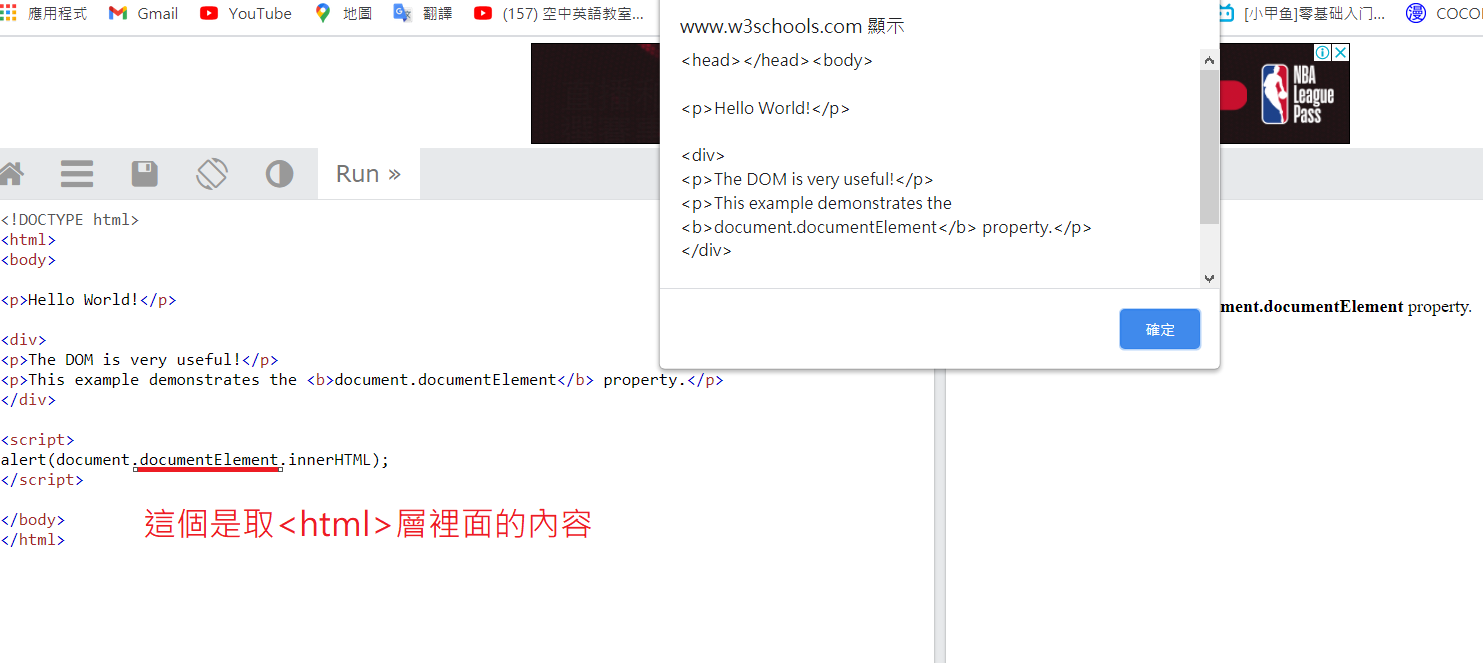 應用程式 Gmail YouTube 地圖 翻譯 (157) 空中英語教室... [小甲鱼]零基础入门... 漫
www.w3schools.com 顯示
<head></head><body>
<p>Hello World!</p>
<div>
<p>The DOM is very useful!</p>
<p>This example demonstrates the
<b>document.documentElement</b> property.</p>
</div>
確定
NBA
League
Pass
Run »
<!DOCTYPE html>
<html>
<body>
<p>Hello World!</p>
<div>
<p>The DOM is very useful!</p>
<p>This example demonstrates the <b>document.documentElement</b> property.</p>
</div>
<script>
alert(document.documentElement.innerHTML);
</script>
</body>
</html>
這個是取<html>層裡面的內容
ment.documentElement property.